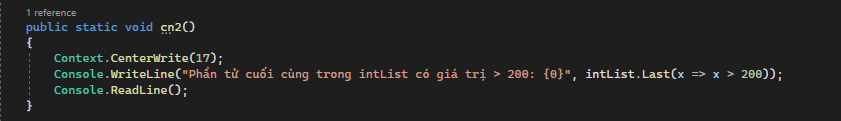 1 reference
public static void cn2()
{
Context.CenterWrite(17);
Console.WriteLine("Phần tử cuối cùng trong intList có giá trị > 200: {0}", intList.Last(x => x > 200));
Console.ReadLine();
}